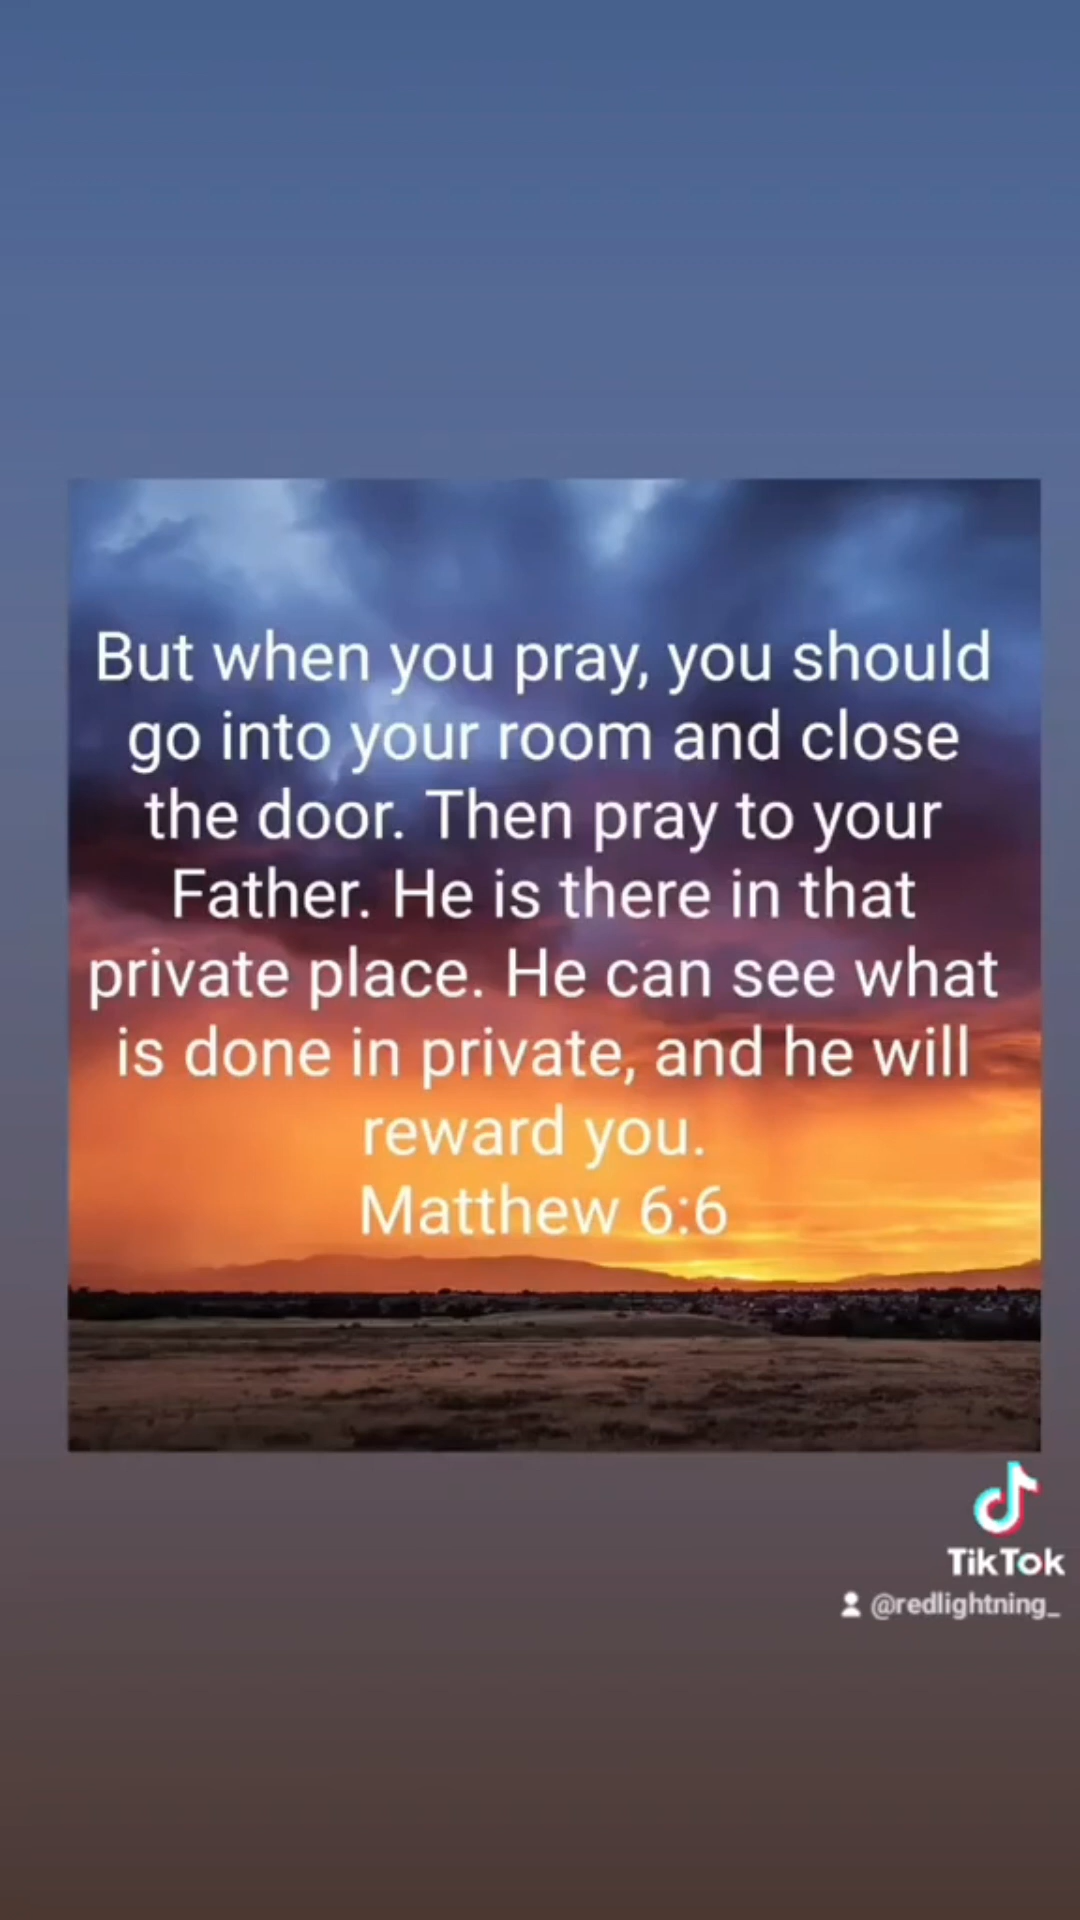 But when you pray, you should
go into your room and close
the door. Then pray to your
Father. He is there in that
private place. He can see what
is done in private, and he will
reward you.
Matthew 6:6
TikTok
@redlightning_